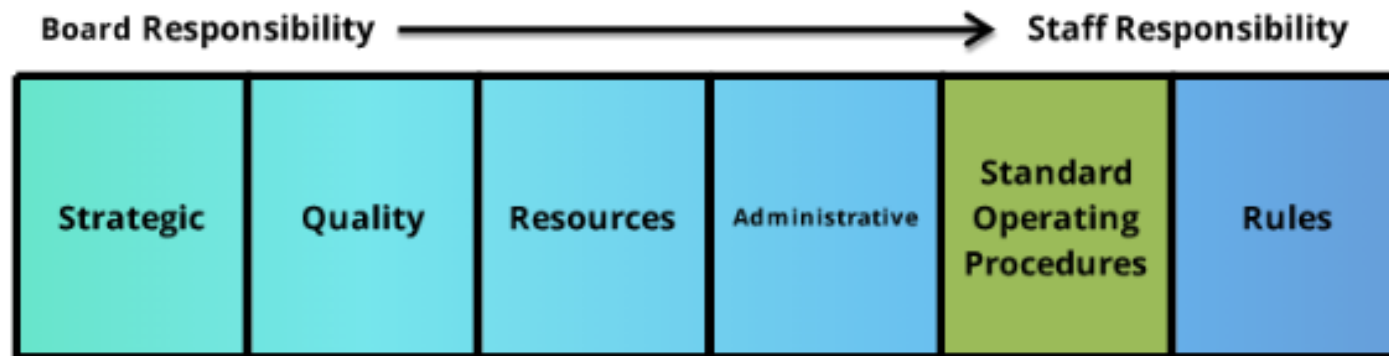 Board Responsibility
Staff Responsibility
Strategic
Quality
Resources
Administrative
Standard
Operating
Procedures
Rules